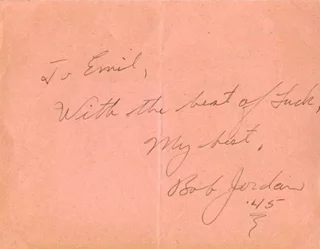 To Emil,
With the best of Luck,
My best,
Bob Jordan
'45